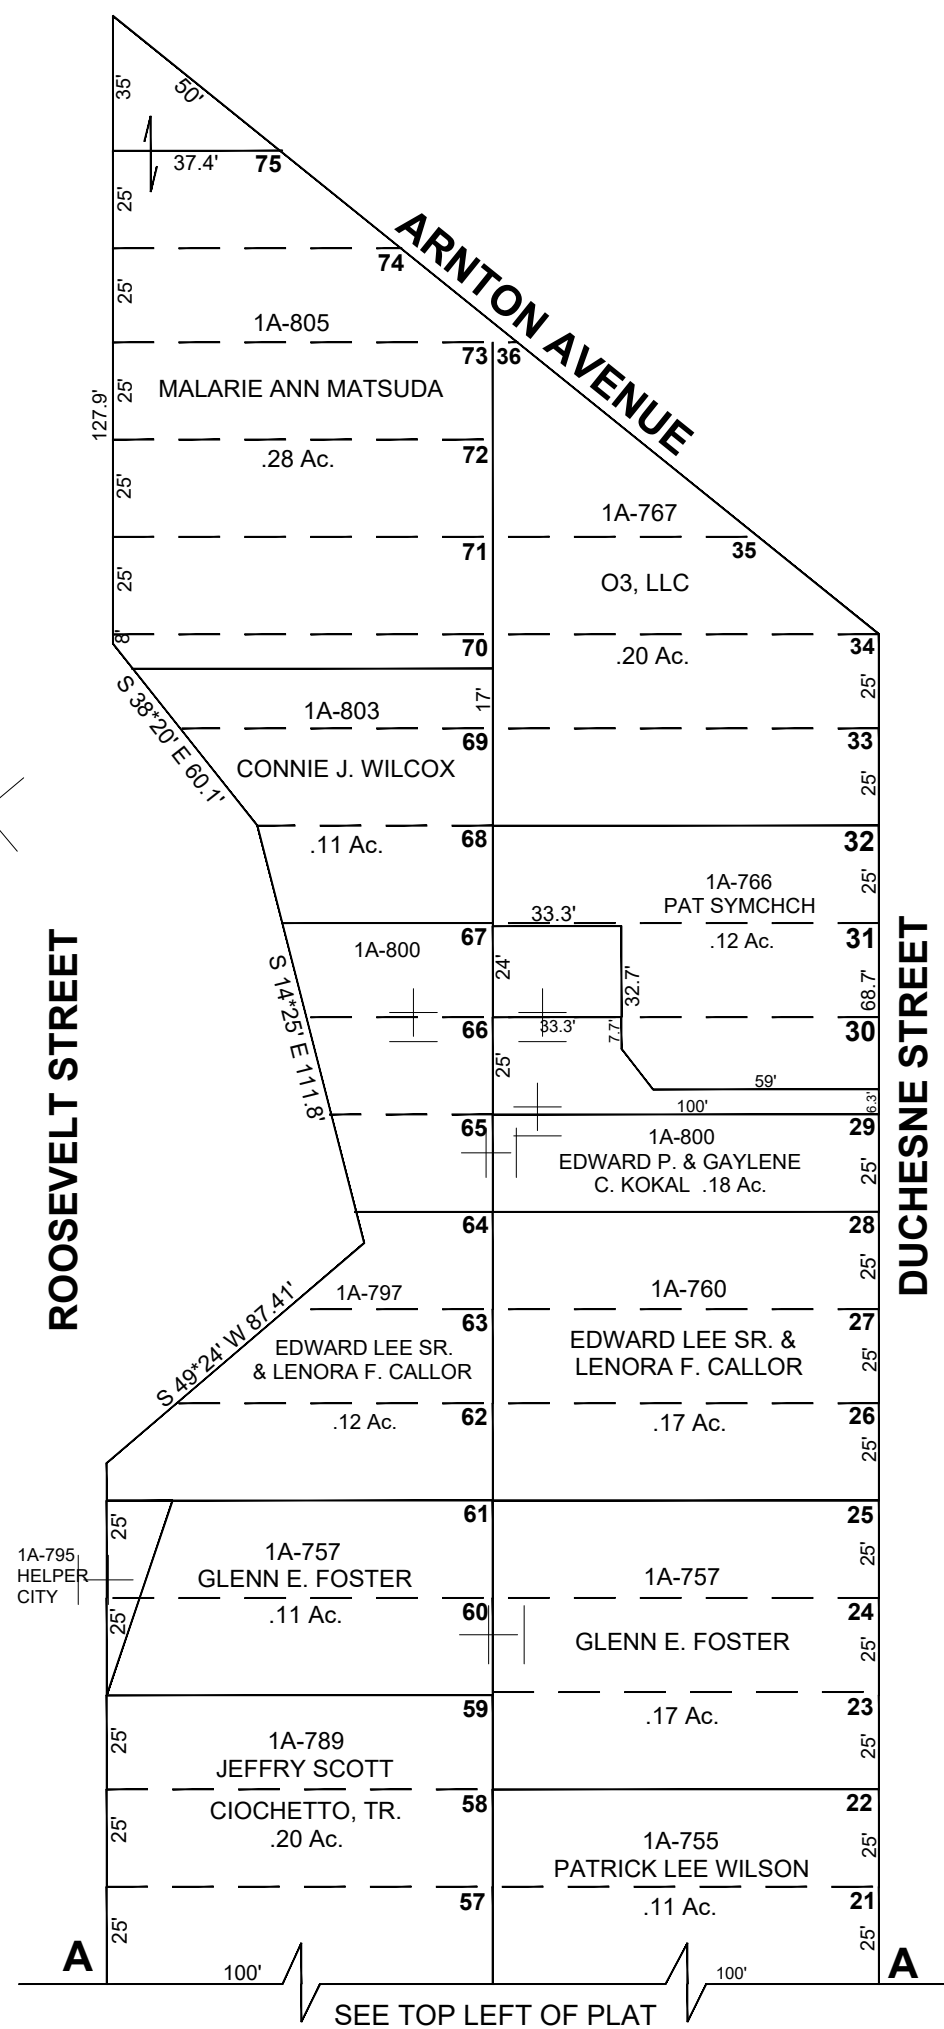 35'
50'
37.4'
75
25'
ARNTON AVENUE
74
25'
1A-805
73
36
MALARIE ANN MATSUDA
25'
127.9'
72
.28 Ac.
25'
1A-767
71
35
25'
O3, LLC
8'
70
34
.20 Ac.
S 38*20' E 60.1'
17'
25'
1A-803
69
33
CONNIE J. WILCOX
25'
68
32
.11 Ac.
1A-766
25'
PAT SYMCHCH
33.3'
67
31
.12 Ac.
1A-800
24'
32.7'
68.7'
S 14*25' E 111.8'
66
33.3'
7.7'
30
25'
59'
100'
6.3'
65
29
1A-800
EDWARD P. & GAYLENE
C. KOKAL .18 Ac.
25'
ROOSEVELT STREET
DUCHESNE STREET
64
28
25'
1A-797
1A-760
S 49*24' W 87.41'
63
27
EDWARD LEE SR.
& LENORA F. CALLOR
EDWARD LEE SR. &
LENORA F. CALLOR
25'
.12 Ac.
62
.17 Ac.
26
25'
61
25
25'
1A-795
HELPER
CITY
1A-757
GLENN E. FOSTER
.11 Ac.
1A-757
25'
60
24
25'
GLENN E. FOSTER
25'
59
.17 Ac.
23
25'
1A-789
JEFFRY SCOTT
25'
CIOCHETTO, TR.
.20 Ac.
58
22
25'
1A-755
PATRICK LEE WILSON
25'
57
.11 Ac.
21
25'
25'
A
100'
100'
A
SEE TOP LEFT OF PLAT